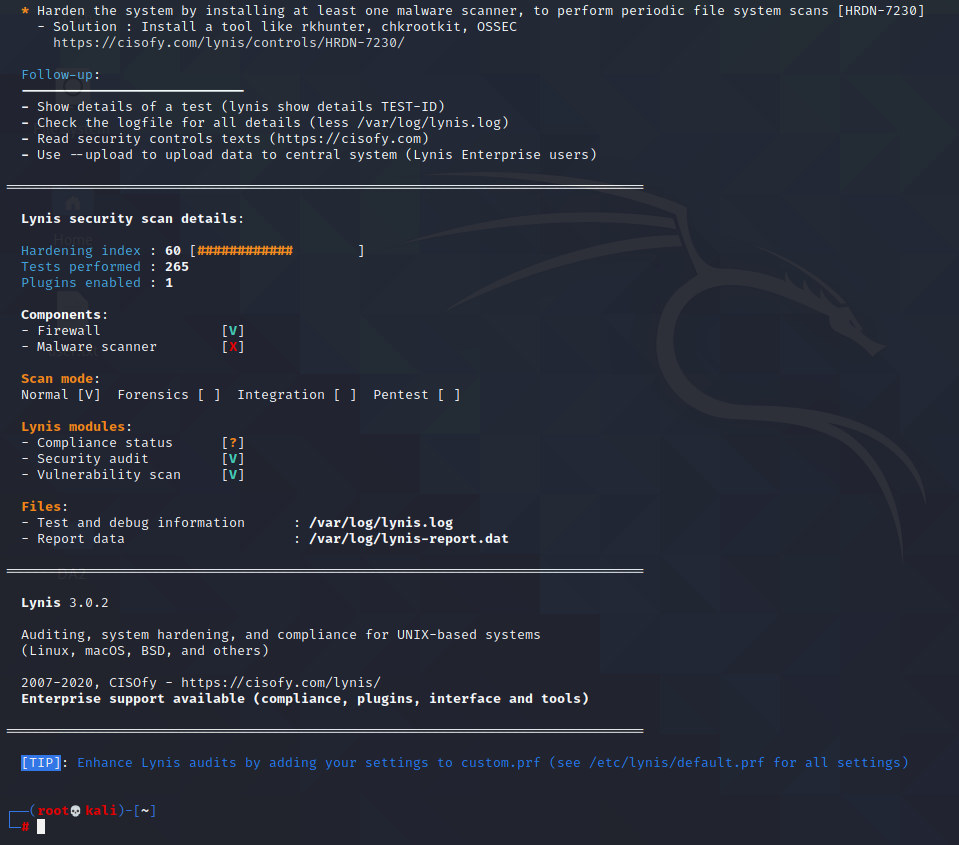 * Harden the system by installing at least one malware scanner, to perform periodic file system scans [HRDN-7230]
- Solution : Install a tool like rkhunter, chkrootkit, OSSEC
https://cisofy.com/lynis/controls/HRDN-7230/
Follow-up:
- Show details of a test (lynis show details TEST-ID)
- Check the logfile for all details (less /var/log/lynis.log)
- Read security controls texts (https://cisofy.com)
- Use --upload to upload data to central system (Lynis Enterprise users)
Lynis security scan details:
Home
Hardening index : 60 [############        ]
Tests performed : 265
Plugins enabled : 1
Components:
- Firewall [V]
- Malware scanner [X]
Scan mode:
Normal [V]  Forensics [ ]  Integration [ ]  Pentest [ ]
Lynis modules:
- Compliance status [?]
- Security audit [V]
- Vulnerability scan [V]
Files:
- Test and debug information : /var/log/lynis.log
- Report data : /var/log/lynis-report.dat
DA2
Lynis 3.0.2
Auditing, system hardening, and compliance for UNIX-based systems
(Linux, macOS, BSD, and others)
2007-2020, CISOfy - https://cisofy.com/lynis/
Enterprise support available (compliance, plugins, interface and tools)
[TIP]: Enhance Lynis audits by adding your settings to custom.prf (see /etc/lynis/default.prf for all settings)
┌──(root💀kali)-[~]
└─#